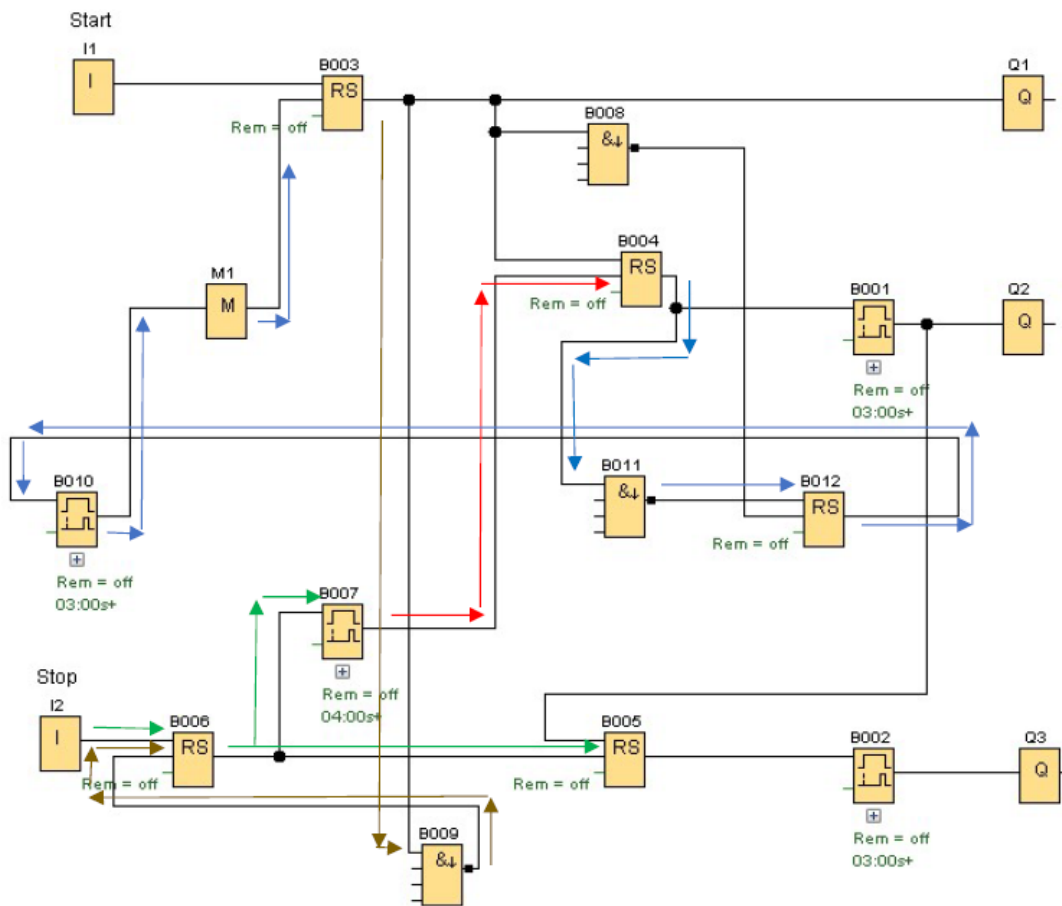 Start
I1
I
B003
RS
Rem = off
Q1
Q
B008
&↓
B004
RS
Rem = off
M1
M
B001
Rem = off
03:00s+
Q2
Q
B010
Rem = off
03:00s+
B011
&↓
B012
RS
Rem = off
B007
Rem = off
04:00s+
Stop
I2
I
B006
RS
Rem = off
B005
RS
Rem = off
B002
Rem = off
03:00s+
Q3
Q
B009
&↓